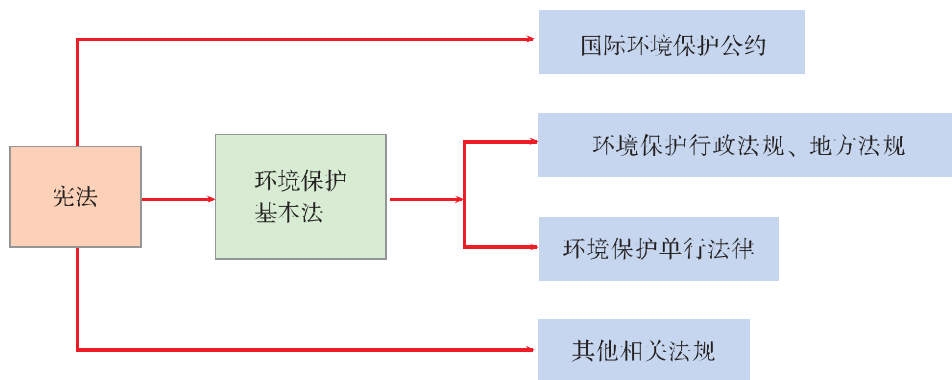 国际环境保护公约
环境保护行政法规、地方法规
宪法
环境保护
基本法
环境保护单行法律
其他相关法规